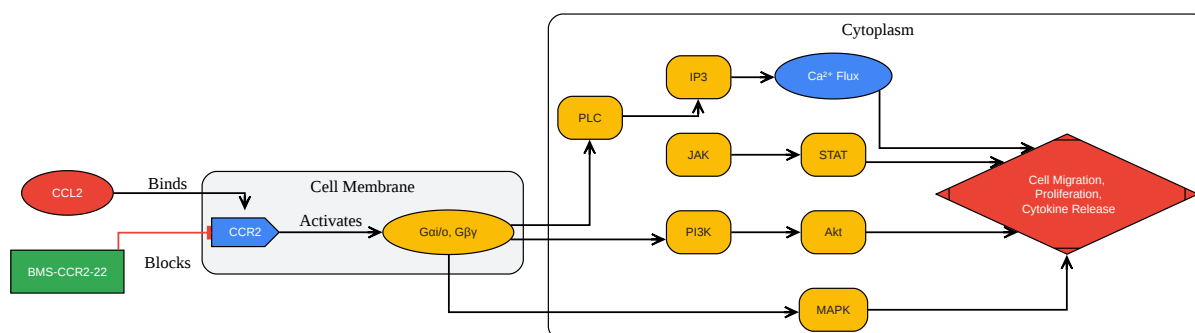 Cytoplasm
IP3
Ca²⁺ Flux
PLC
JAK
STAT
Cell Membrane
CCL2
Binds
Cell Migration,
Proliferation,
Cytokine Release
CCR2
Activates
Gαi/o, Gβγ
PI3K
Akt
Blocks
BMS-CCR2-22
MAPK